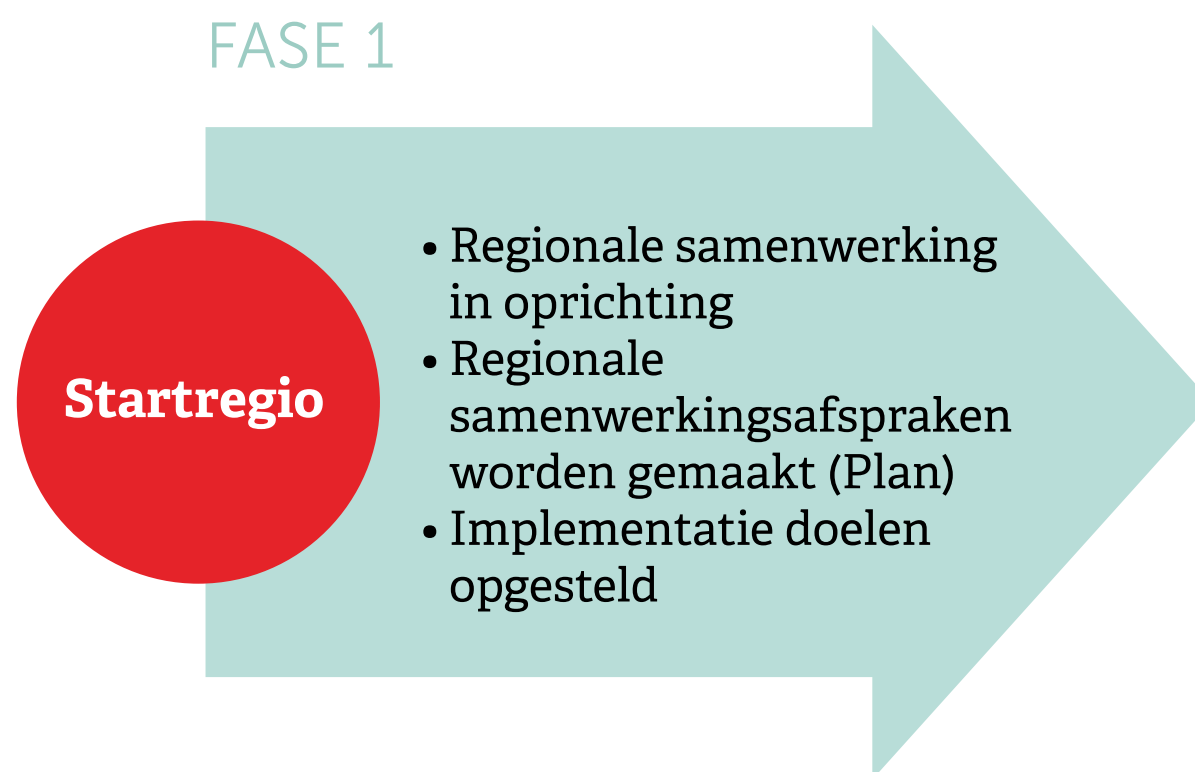 FASE 1
Startregio
• Regionale samenwerking
in oprichting
• Regionale
samenwerkingsafspraken
worden gemaakt (Plan)
• Implementatie doelen
opgesteld